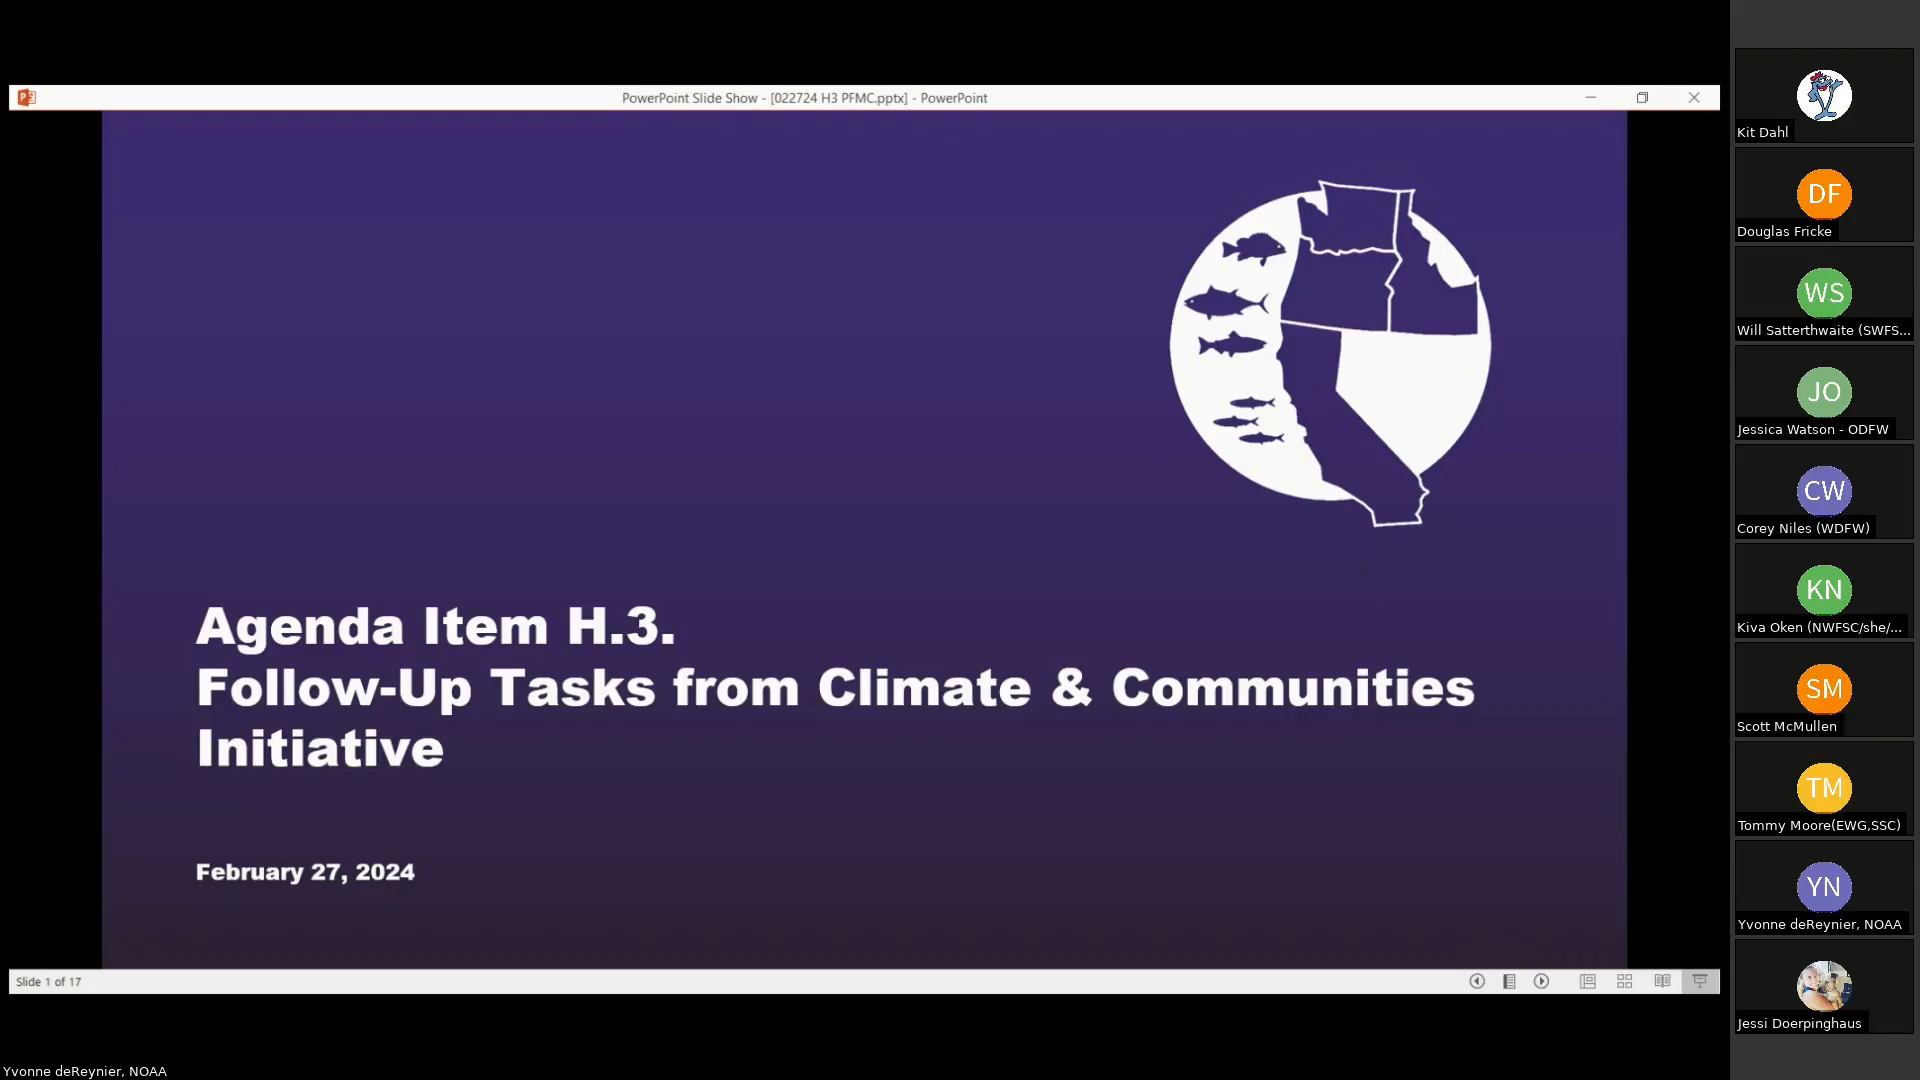 PowerPoint Slide Show - [022724 H3 PFMC.pptx] - PowerPoint
Agenda Item H.3.
Follow-Up Tasks from Climate & Communities
Initiative
February 27, 2024
Slide 1 of 17
Yvonne deReynier, NOAA
Kit Dahl
DF
Douglas Fricke
WS
Will Satterthwaite (SWFS...
JO
Jessica Watson - ODFW
CW
Corey Niles (WDFW)
KN
Kiva Oken (NWFSC/she/...
SM
Scott McMullen
TM
Tommy Moore(EWG,SSC)
YN
Yvonne deReynier, NOAA
Jessi Doerpinghaus